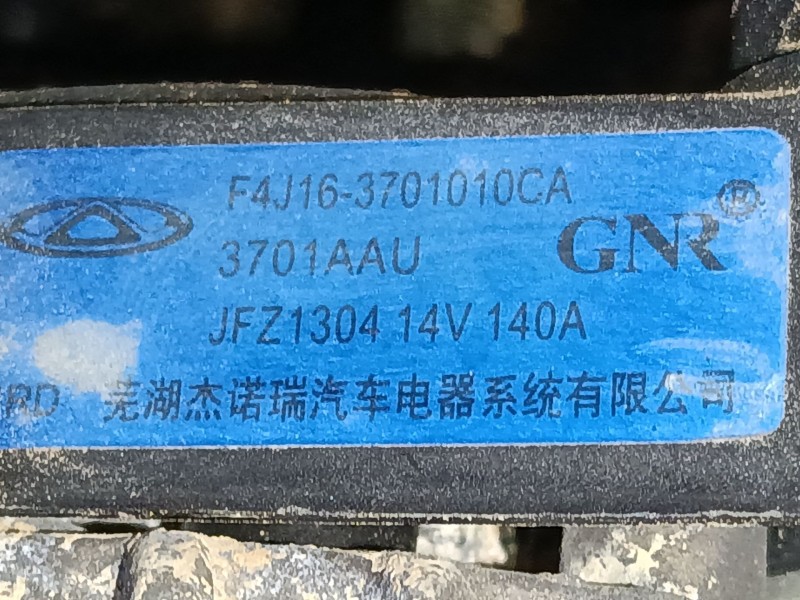 F4J16-3701010CA
3701AAU
GNR®
JFZ1304 14V 140A
RD 芜湖杰诺瑞汽车电器系统有限公司